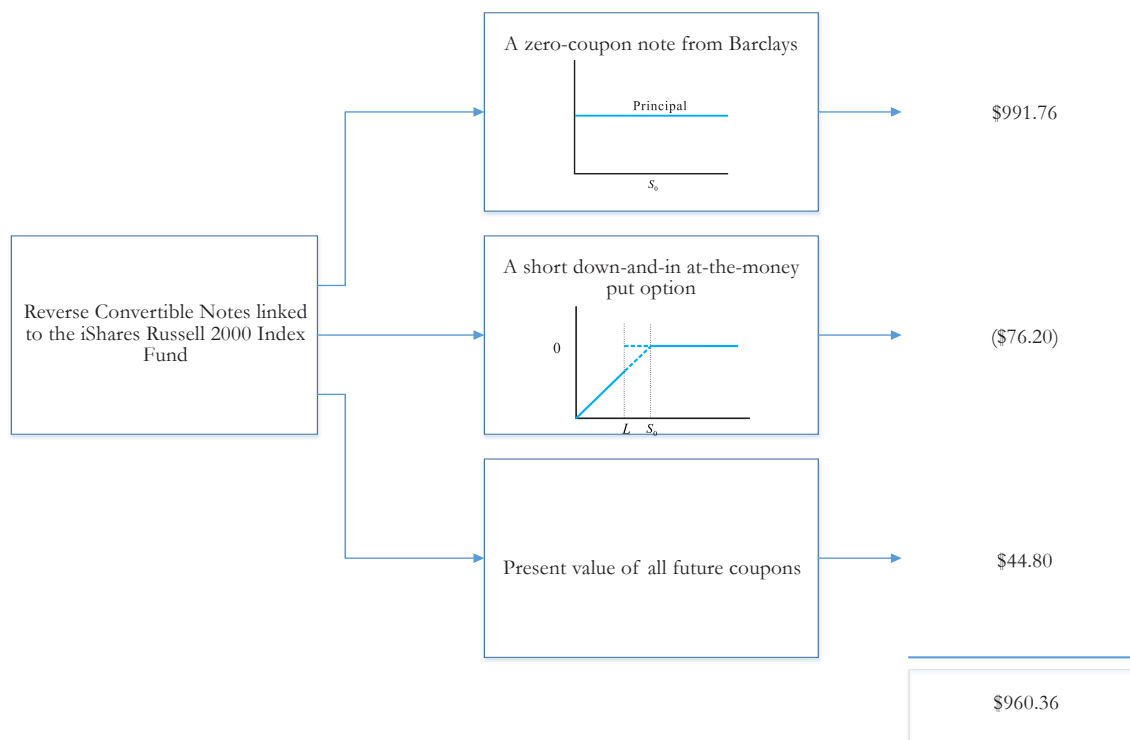 A zero-coupon note from Barclays
Principal
S₀
$991.76
Reverse Convertible Notes linked
to the iShares Russell 2000 Index
Fund
A short down-and-in at-the-money
put option
0
L S₀
($76.20)
Present value of all future coupons
$44.80
$960.36